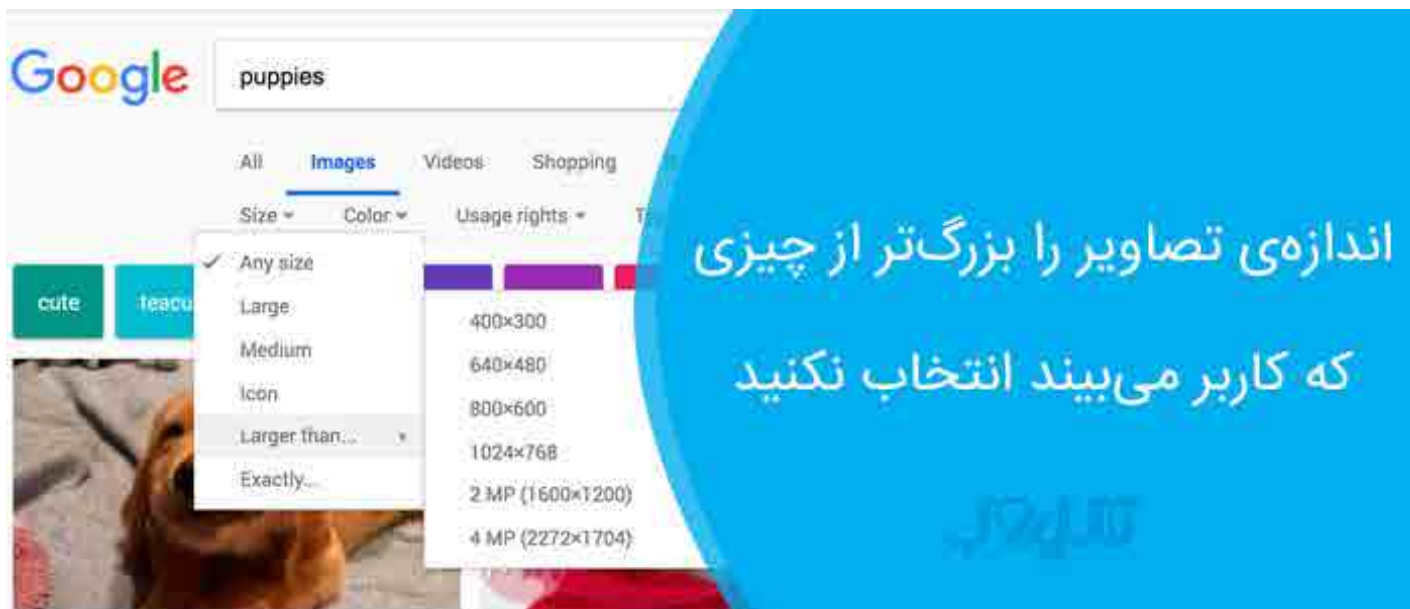 Google
puppies
All Images Videos Shopping
Size Color Usage rights
Any size
Large
Medium
Icon
Larger than...
Exactly...
400×300
640×480
800×600
1024×768
2 MP (1600×1200)
4 MP (2272×1704)
cute
اندازه‌ی تصاویر را بزرگ‌تر از چیزی
که کاربر می‌بیند انتخاب نکنید